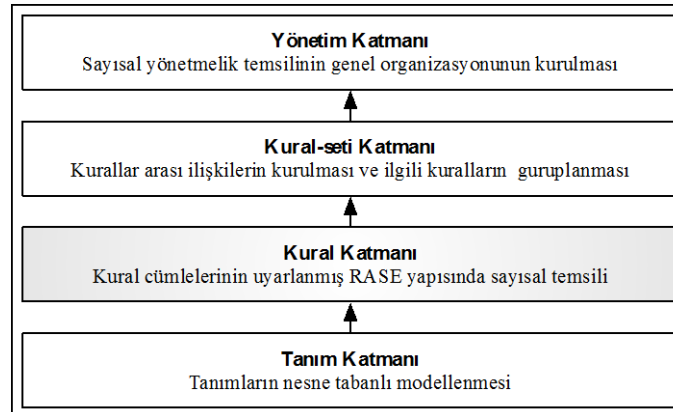 Yönetim Katmanı
Sayısal yönetmelik temsilinin genel organizasyonunun kurulması
Kural-seti Katmanı
Kurallar arası ilişkilerin kurulması ve ilgili kuralların guruplanması
Kural Katmanı
Kural cümlelerinin uyarlanmış RASE yapısında sayısal temsili
Tanım Katmanı
Tanımların nesne tabanlı modellenmesi